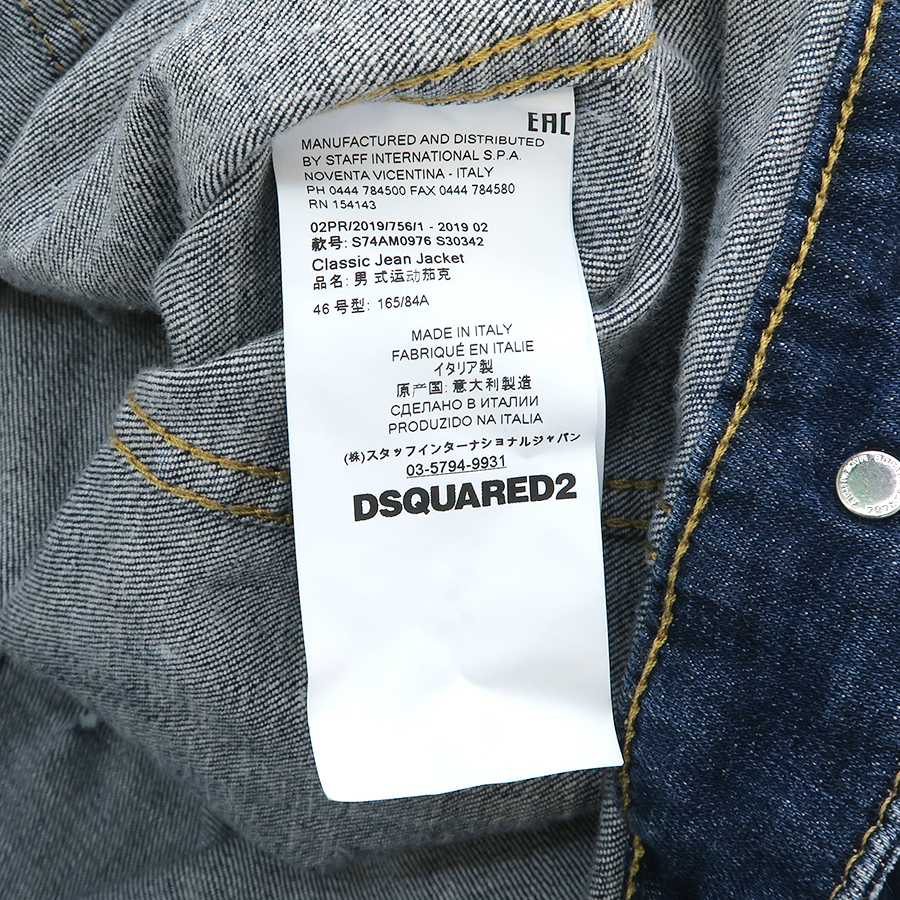 EAC
MANUFACTURED AND DISTRIBUTED
BY STAFF INTERNATIONAL S.P.A.
NOVENTA VICENTINA - ITALY
PH 0444 784500 FAX 0444 784580
RN 154143
02PR/2019/756/1 - 2019 02
款号: S74AM0976 S30342
Classic Jean Jacket
品名: 男 式运动茄克
46 号型: 165/84A
MADE IN ITALY
FABRIQUÉ EN ITALIE
イタリア製
原产国: 意大利製造
СДЕЛАНО В ИТАЛИИ
PRODUZIDO NA ITALIA
(株)スタッフインターナショナルジャパン
03-5794-9931
DSQUARED2